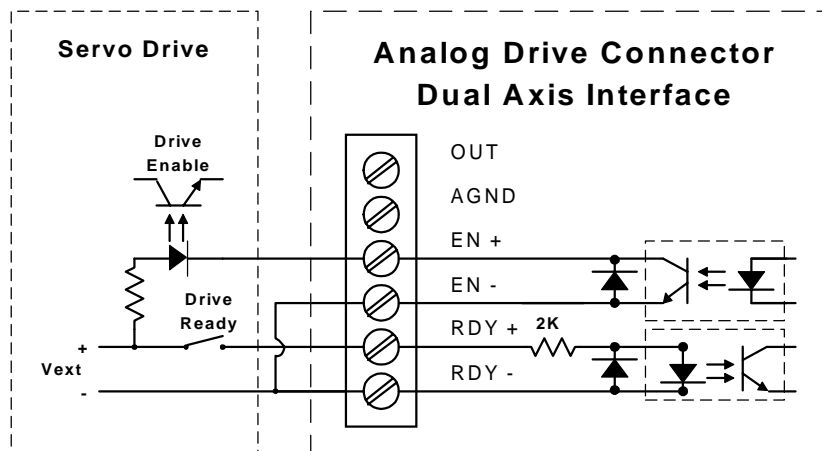 Servo Drive
Analog Drive Connector
Dual Axis Interface
Drive
Enable
OUT
AGND
EN +
EN -
Drive
Ready
RDY +
2K
RDY -
+
Vext
-